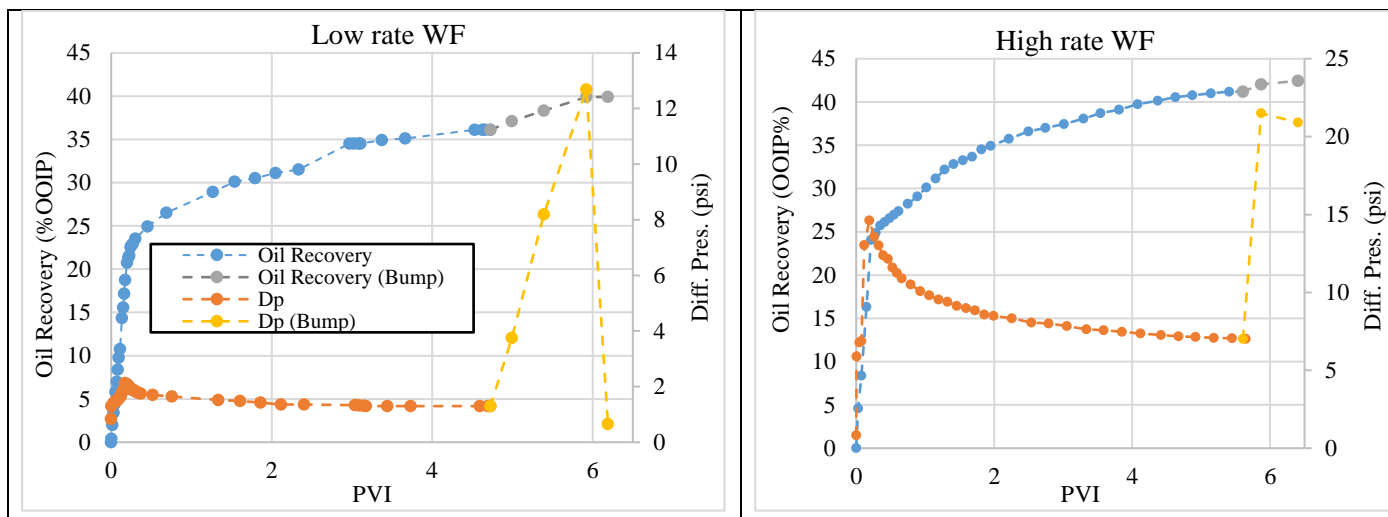 Low rate WF
45
40
35
30
25
20
15
10
5
0
Oil Recovery (%OOIP)
14
12
10
8
6
4
2
0
Diff. Pres. (psi)
Oil Recovery
Oil Recovery (Bump)
Dp
Dp (Bump)
0 2 4 6
PVI
High rate WF
45
40
35
30
25
20
15
10
5
0
Oil Recovery (OOIP%)
25
20
15
10
5
0
Diff. Pres. (psi)
0 2 4 6
PVI